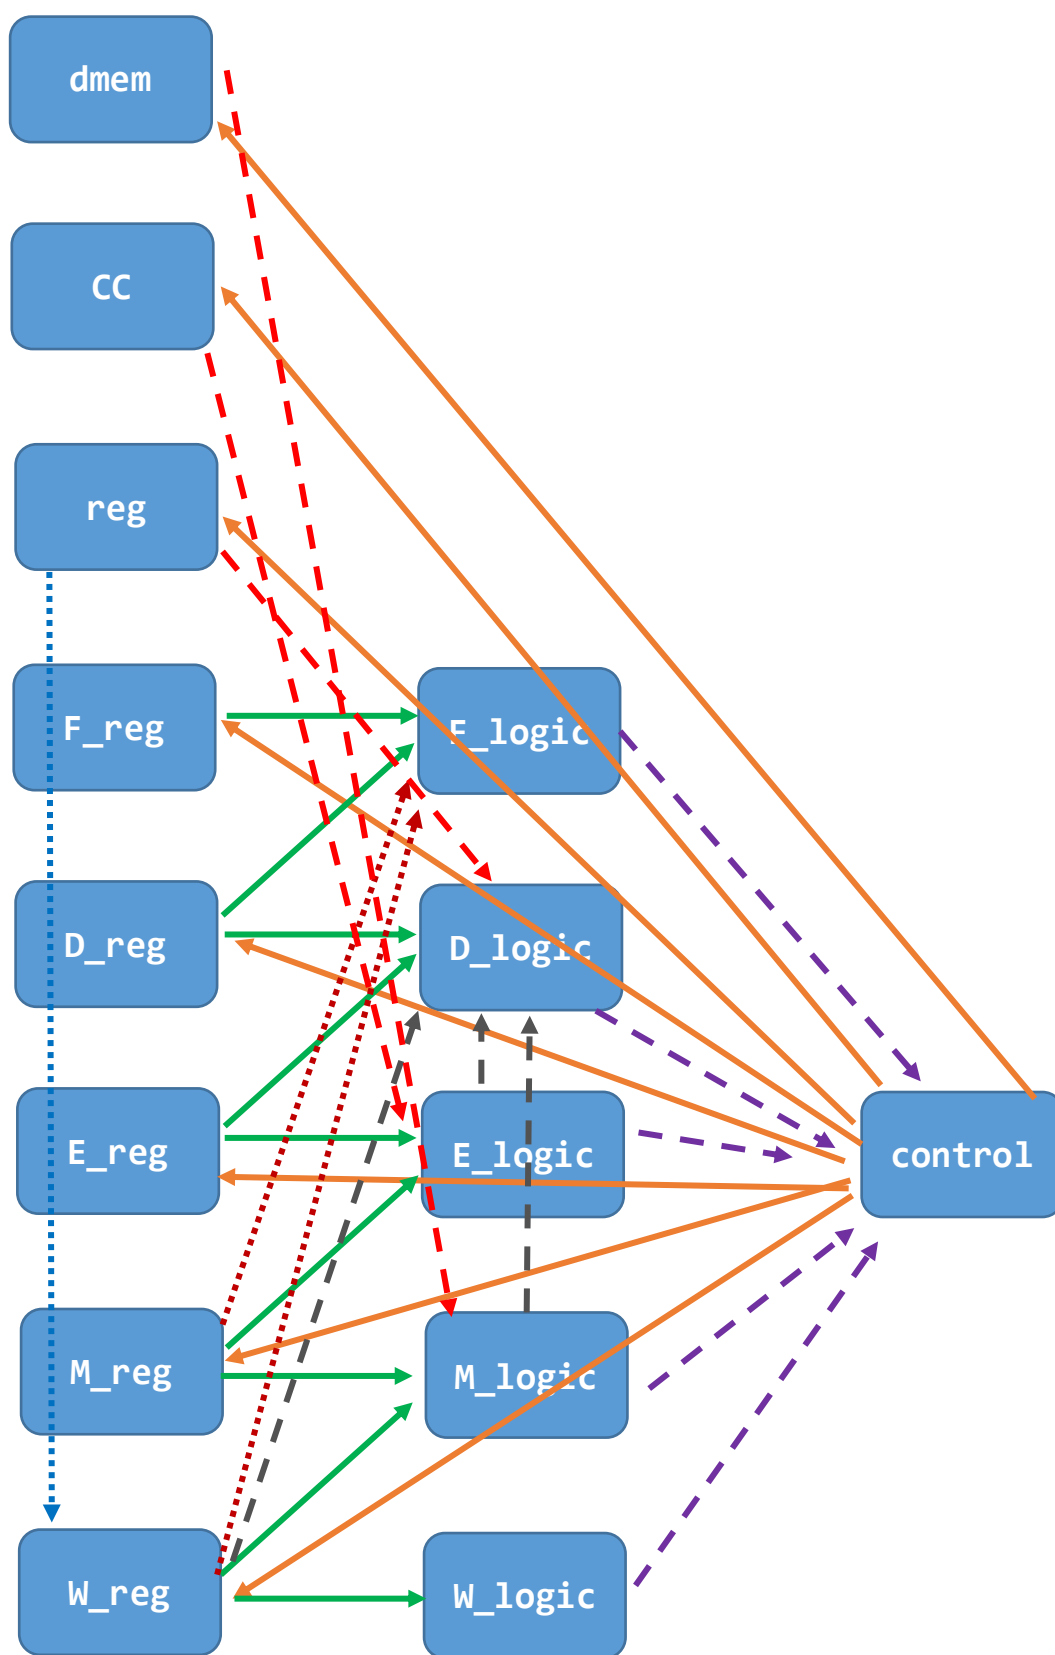 dmem
CC
reg
F_reg
F_logic
D_reg
D_logic
E_reg
E_logic
control
M_reg
M_logic
W_reg
W_logic